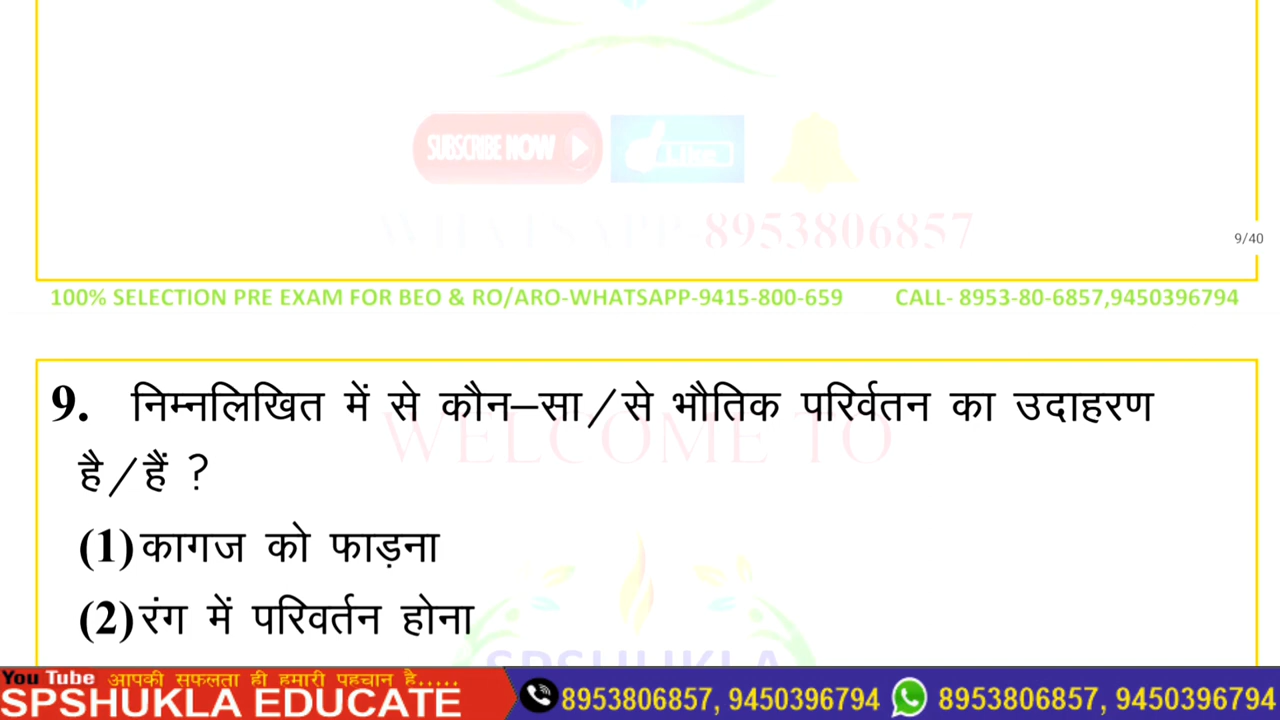 SUBSCRIBE NOW Like
WHATSAPP-8953806857
9/40
100% SELECTION PRE EXAM FOR BEO & RO/ARO-WHATSAPP-9415-800-659 CALL- 8953-80-6857,9450396794
WELCOME TO
9. निम्नलिखित में से कौन–सा/से भौतिक परिर्वतन का उदाहरण
है/हैं ?
(1)कागज को फाड़ना
(2)रंग में परिवर्तन होना
SPSHUKLA
You Tube आपकी सफलता ही हमारी पहचान है.....
SPSHUKLA EDUCATE 8953806857, 9450396794 8953806857, 9450396794